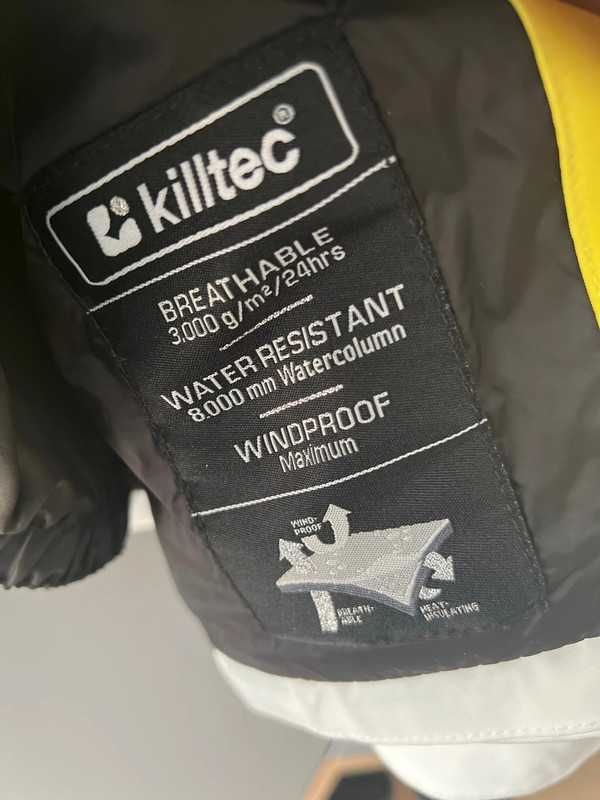 killtec®
BREATHABLE
3.000 g/m²/24hrs
WATER RESISTANT
8.000 mm Watercolumn
WINDPROOF
Maximum
WIND-
PROOF
BREATH-
ABLE
HEAT-
INSULATING